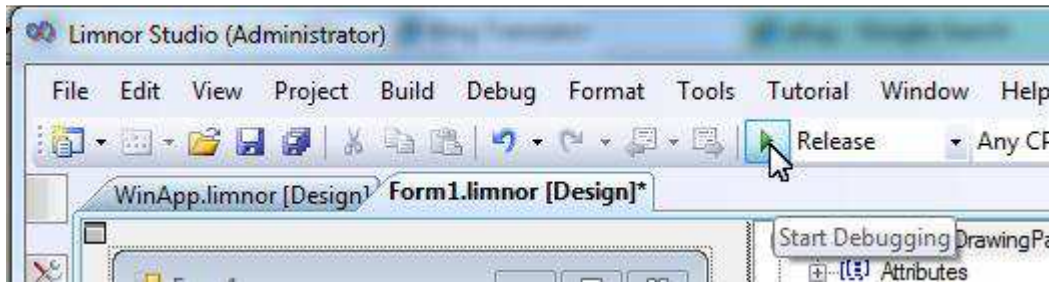 Limnor Studio (Administrator)
File Edit View Project Build Debug Format Tools Tutorial Window Help
Release Any CP
WinApp.limnor [Design] Form1.limnor [Design]*
Start Debugging DrawingPa
Attributes